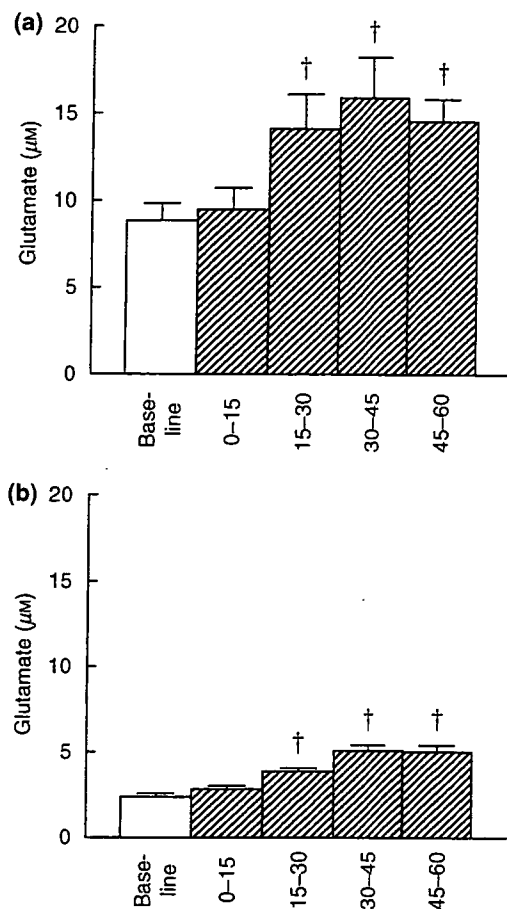 (a)
20
15
10
5
0
Glutamate (μM)
† † †
Base-
line
0–15
15–30
30–45
45–60
(b)
20
15
10
5
0
Glutamate (μM)
† † †
Base-
line
0–15
15–30
30–45
45–60